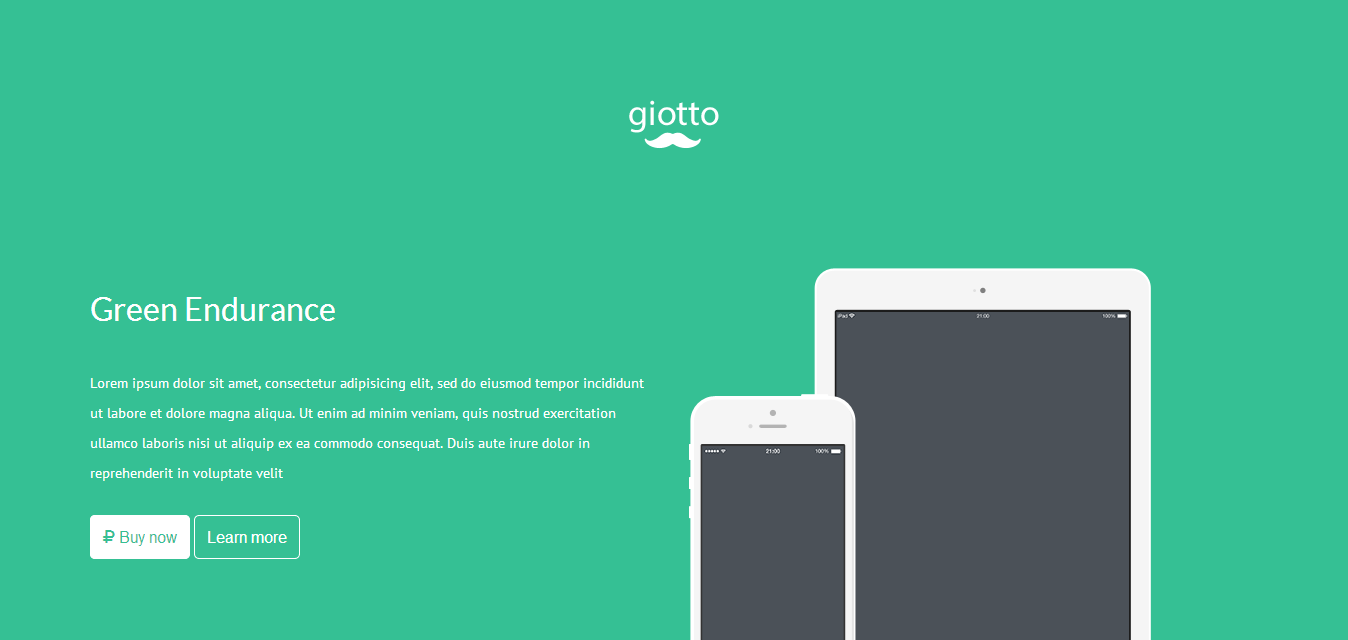 giotto
Green Endurance
Lorem ipsum dolor sit amet, consectetur adipisicing elit, sed do eiusmod tempor incididunt
ut labore et dolore magna aliqua. Ut enim ad minim veniam, quis nostrud exercitation
ullamco laboris nisi ut aliquip ex ea commodo consequat. Duis aute irure dolor in
reprehenderit in voluptate velit
₽ Buy now
Learn more
iPad 21:00 100%
21:00 100%